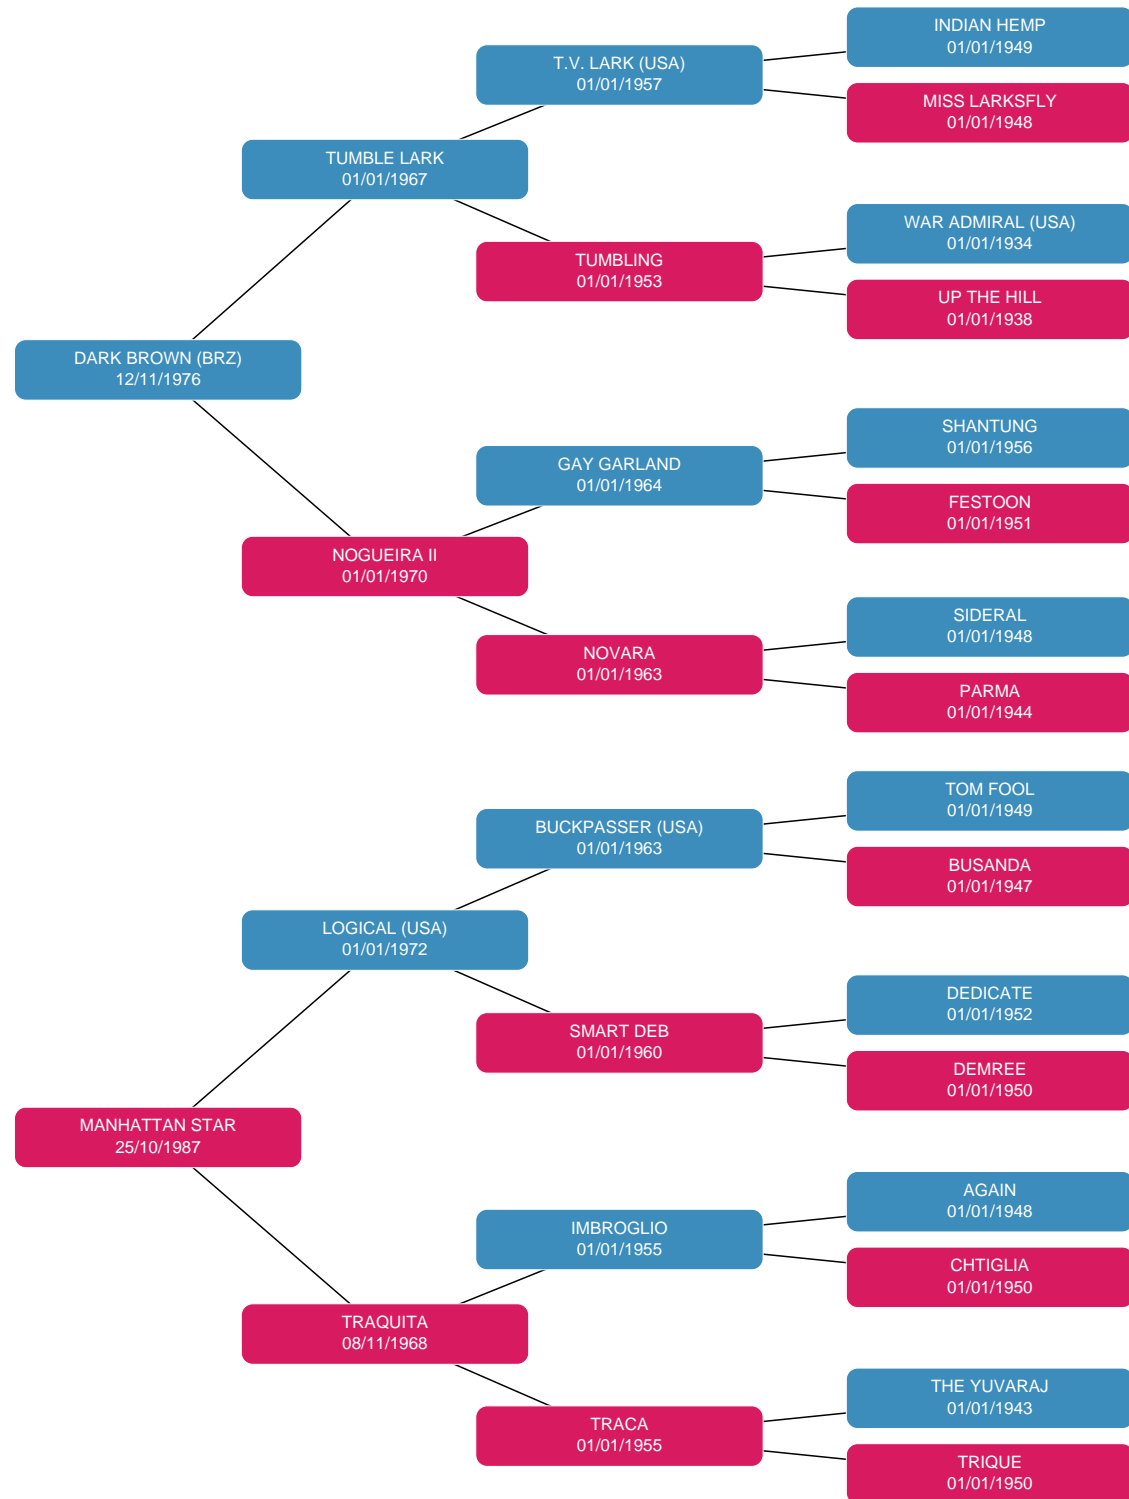 INDIAN HEMP
01/01/1949
T.V. LARK (USA)
01/01/1957
MISS LARKSFLY
01/01/1948
TUMBLE LARK
01/01/1967
WAR ADMIRAL (USA)
01/01/1934
TUMBLING
01/01/1953
UP THE HILL
01/01/1938
DARK BROWN (BRZ)
12/11/1976
SHANTUNG
01/01/1956
GAY GARLAND
01/01/1964
FESTOON
01/01/1951
NOGUEIRA II
01/01/1970
SIDERAL
01/01/1948
NOVARA
01/01/1963
PARMA
01/01/1944
TOM FOOL
01/01/1949
BUCKPASSER (USA)
01/01/1963
BUSANDA
01/01/1947
LOGICAL (USA)
01/01/1972
DEDICATE
01/01/1952
SMART DEB
01/01/1960
DEMREE
01/01/1950
MANHATTAN STAR
25/10/1987
AGAIN
01/01/1948
IMBROGLIO
01/01/1955
CHTIGLIA
01/01/1950
TRAQUITA
08/11/1968
THE YUVARAJ
01/01/1943
TRACA
01/01/1955
TRIQUE
01/01/1950